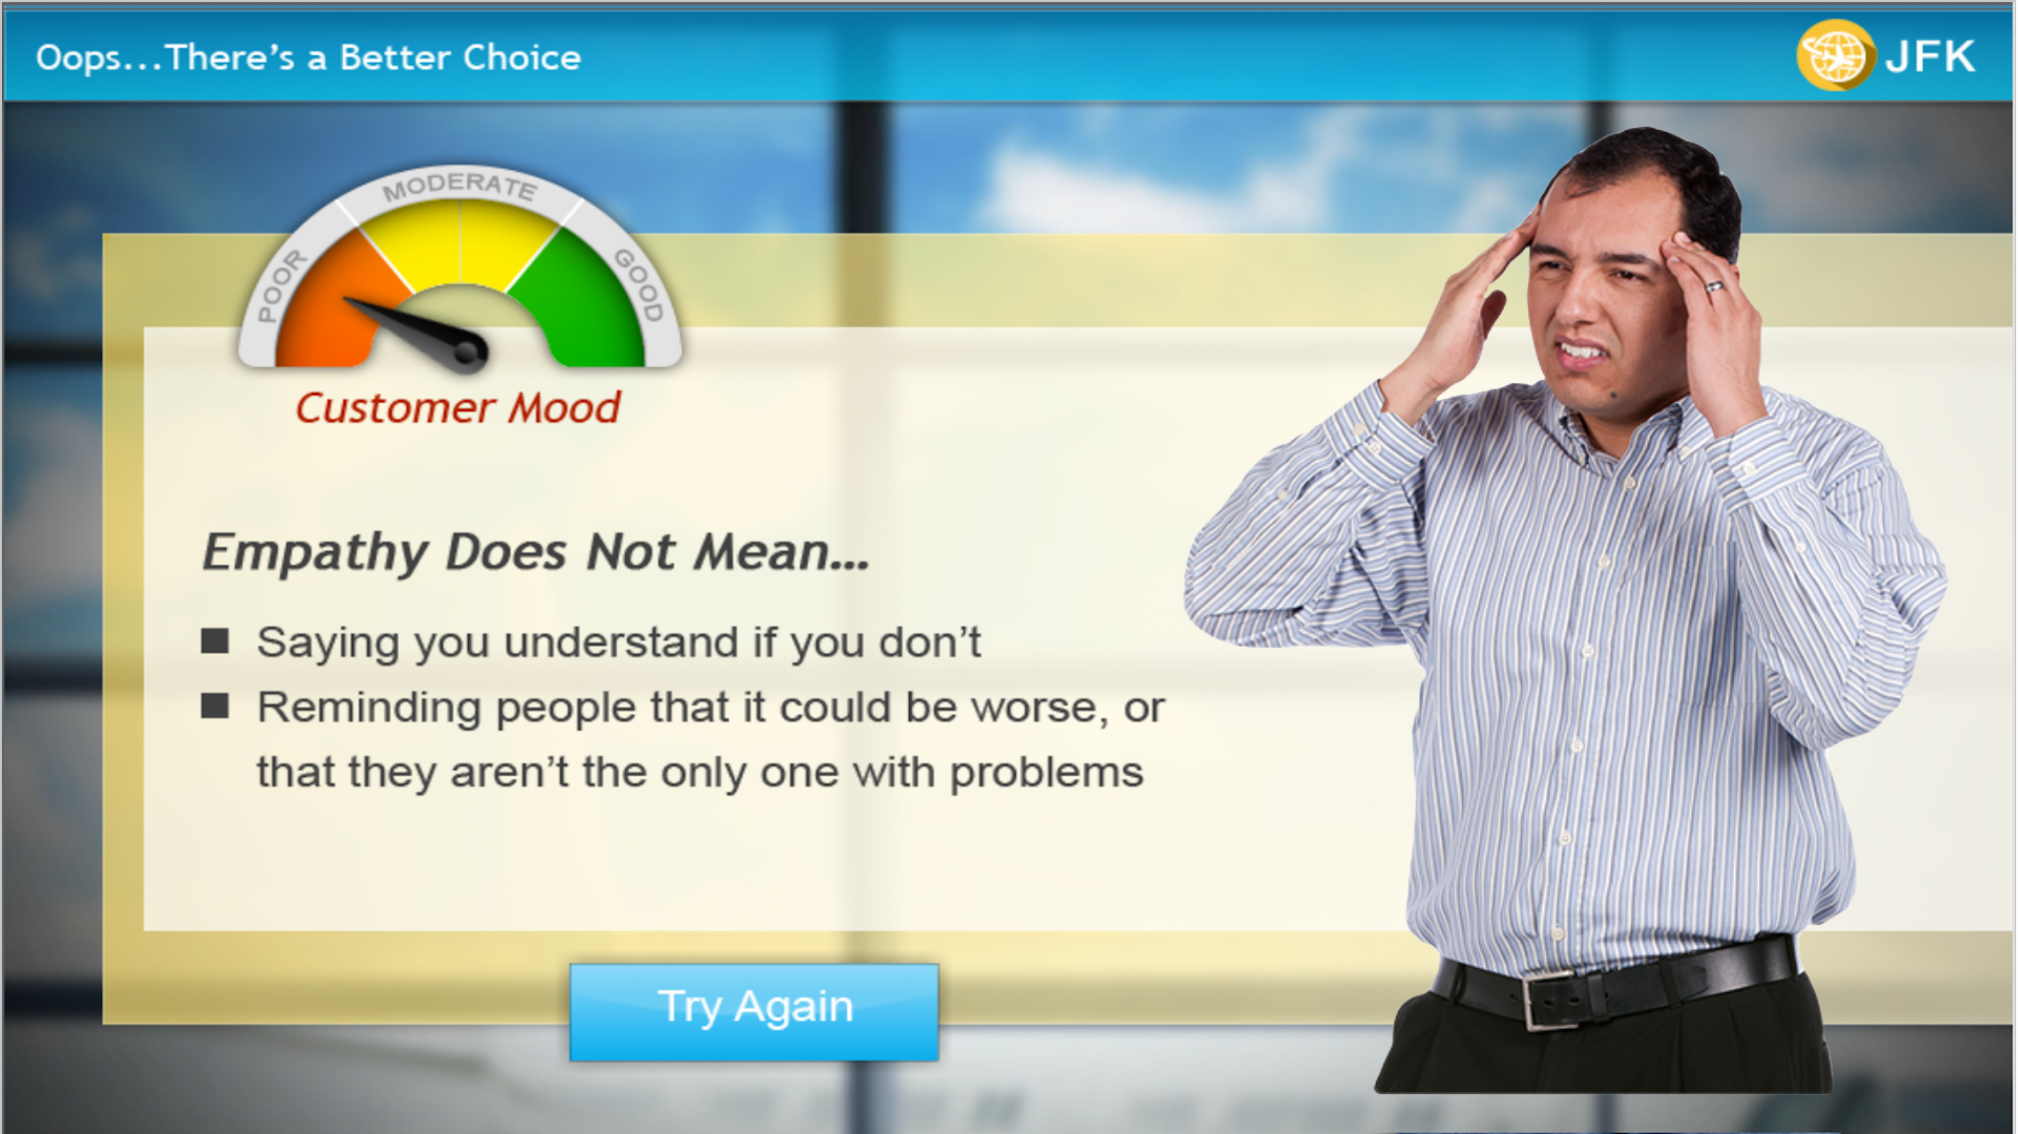 Oops...There's a Better Choice
JFK
POOR
MODERATE
GOOD
Customer Mood
Empathy Does Not Mean...
■ Saying you understand if you don't
■ Reminding people that it could be worse, or
that they aren't the only one with problems
Try Again